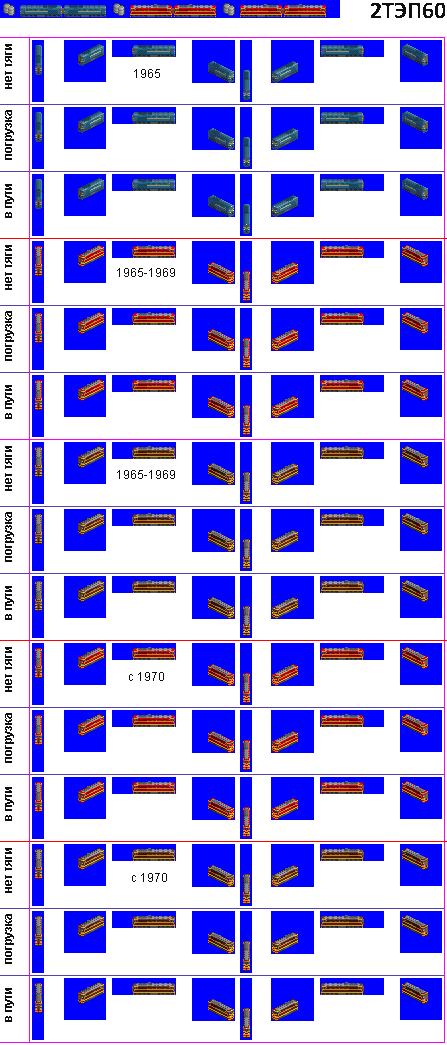 2ТЭП60
нет тяги
1965
погрузка
в пути
нет тяги
1965-1969
погрузка
в пути
нет тяги
1965-1969
погрузка
в пути
нет тяги
с 1970
погрузка
в пути
нет тяги
с 1970
погрузка
в пути